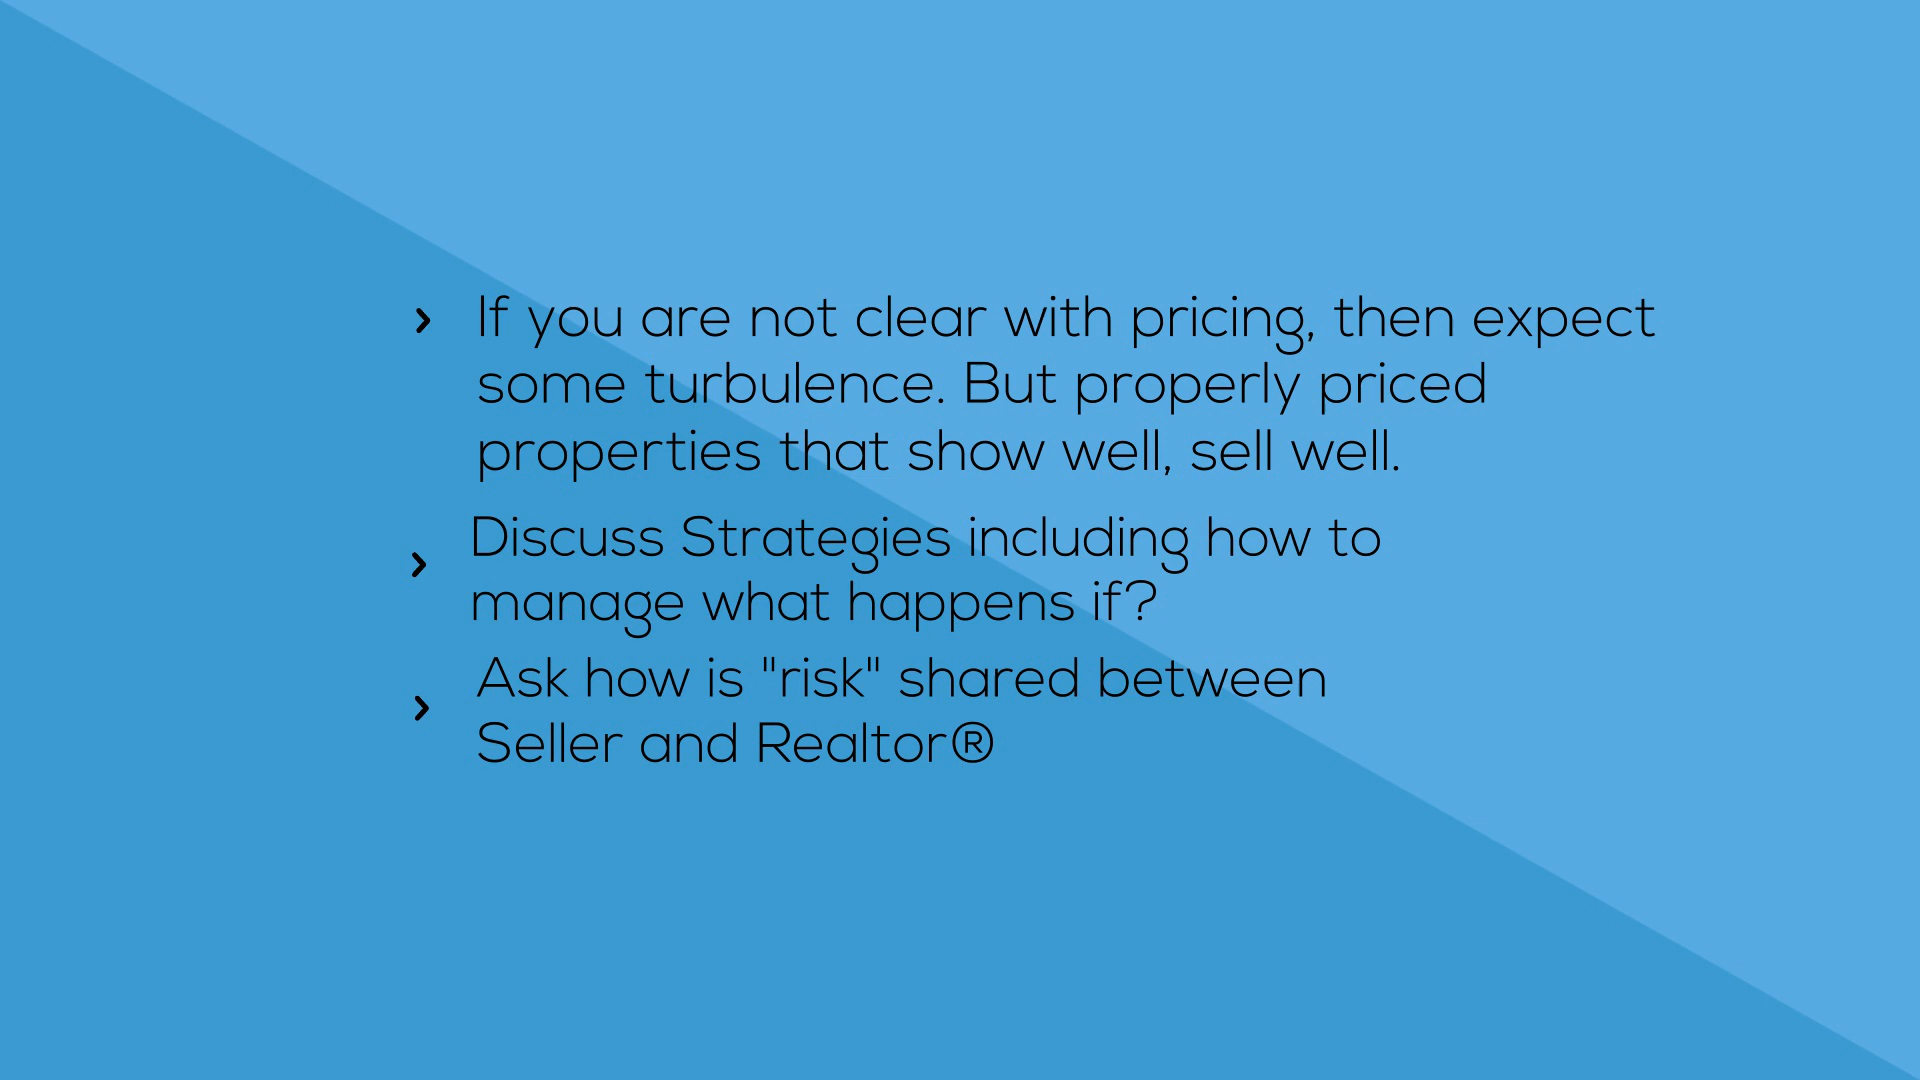 › If you are not clear with pricing, then expect
some turbulence. But properly priced
properties that show well, sell well.
› Discuss Strategies including how to
manage what happens if?
› Ask how is "risk" shared between
Seller and Realtor®